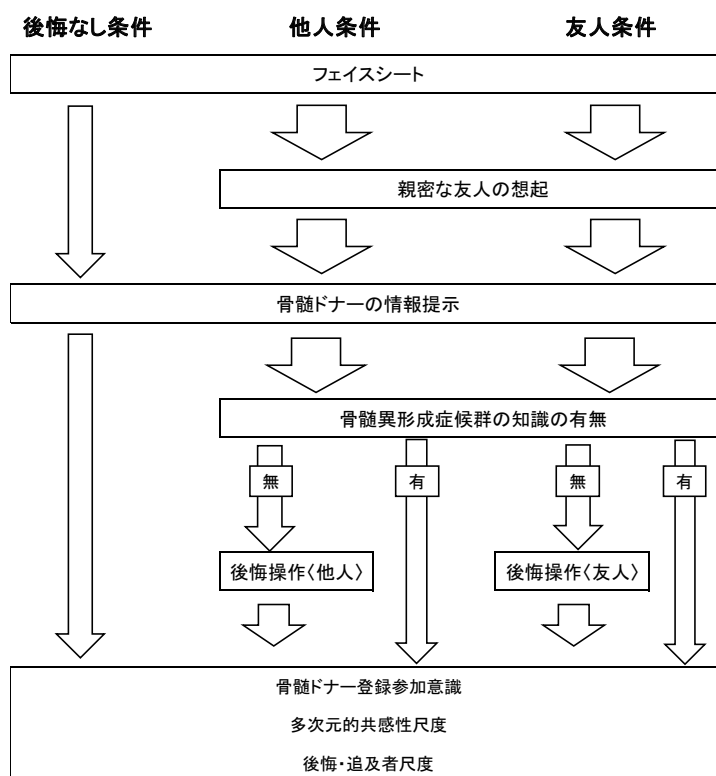 後悔なし条件 他人条件 友人条件
フェイスシート
親密な友人の想起
骨髄ドナーの情報提示
骨髄異形成症候群の知識の有無
無 有 無 有
後悔操作〈他人〉 後悔操作〈友人〉
骨髄ドナー登録参加意識
多次元的共感性尺度
後悔・追及者尺度